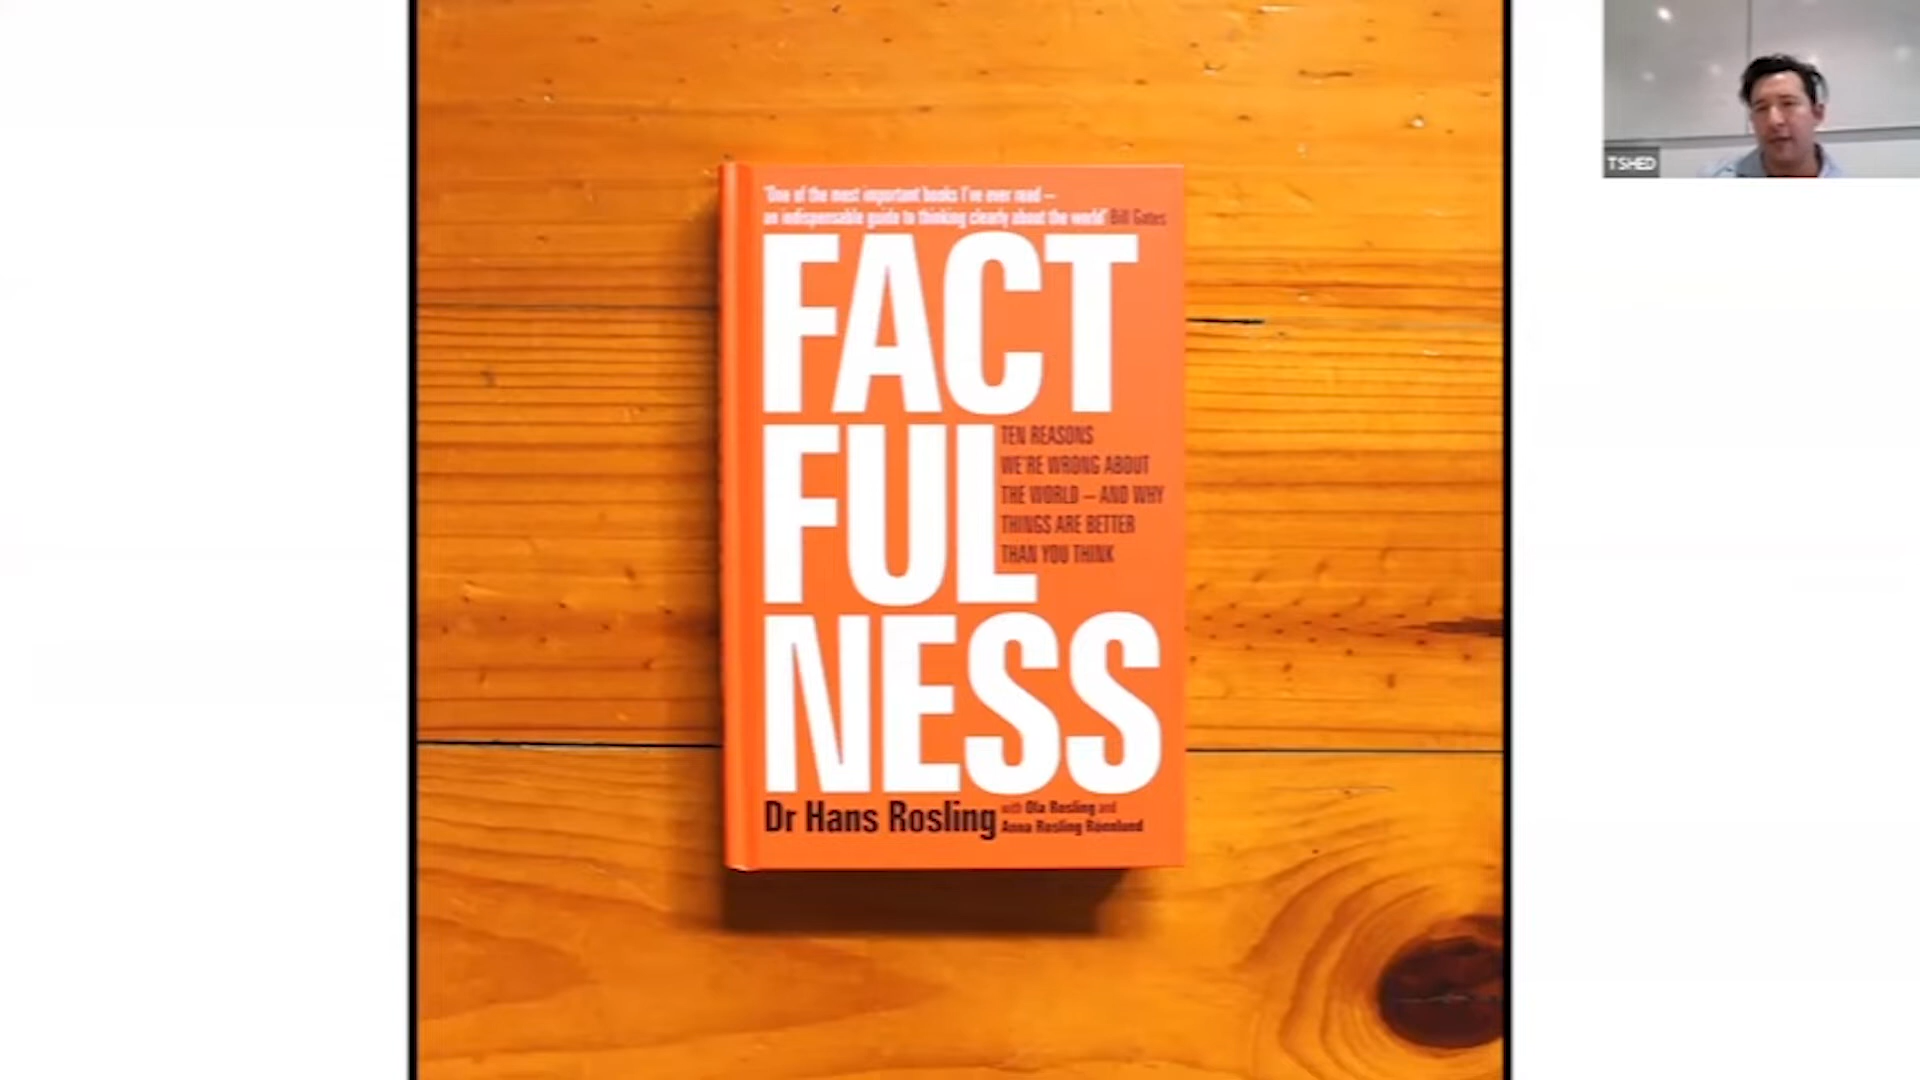 'One of the most important books I've ever read –
an indispensable guide to thinking clearly about the world' Bill Gates
FACT
FUL
NESS
TEN REASONS
WE'RE WRONG ABOUT
THE WORLD – AND WHY
THINGS ARE BETTER
THAN YOU THINK
Dr Hans Rosling
with Ola Rosling and
Anna Rosling Rönnlund
TSHED